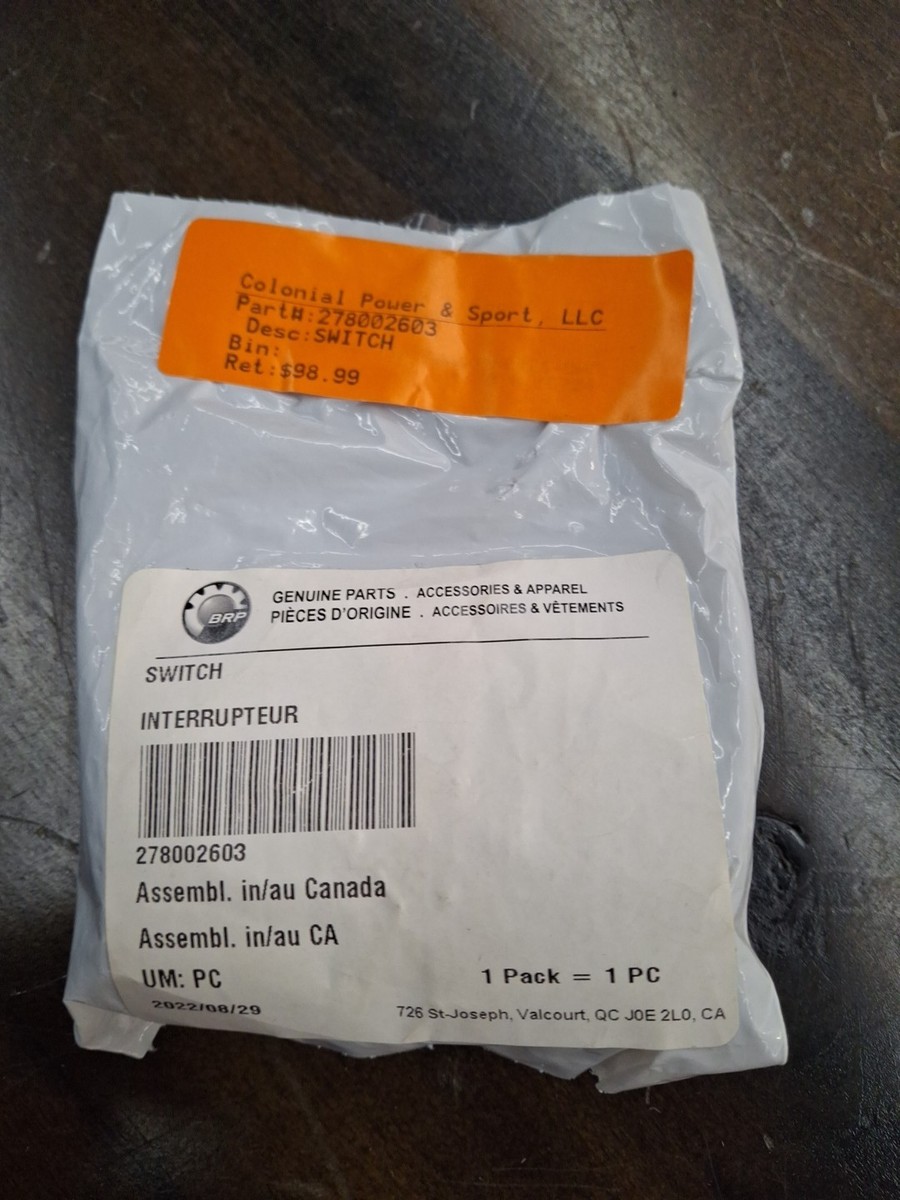 Colonial Power & Sport, LLC
Part#:278002603
Desc:SWITCH
Bin:
Ret:$98.99
BRP
GENUINE PARTS . ACCESSORIES & APPAREL
PIÈCES D'ORIGINE . ACCESSOIRES & VÊTEMENTS
SWITCH
INTERRUPTEUR
278002603
Assembl. in/au Canada
Assembl. in/au CA
UM: PC 1 Pack = 1 PC
2022/08/29 726 St-Joseph, Valcourt, QC J0E 2L0, CA